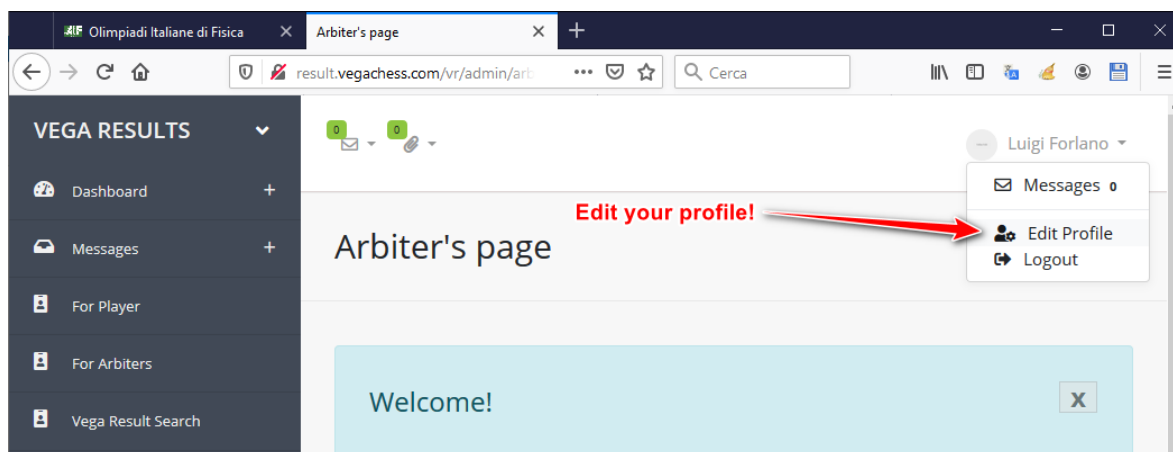 Olimpiadi Italiane di Fisica
Arbiter's page
result.vegachess.com/vr/admin/arb
Cerca
VEGA RESULTS
0
0
Luigi Forlano
Dashboard
Messages 0
Edit your profile!
Messages
Arbiter's page
Edit Profile
Logout
For Player
For Arbiters
Welcome!
X
Vega Result Search